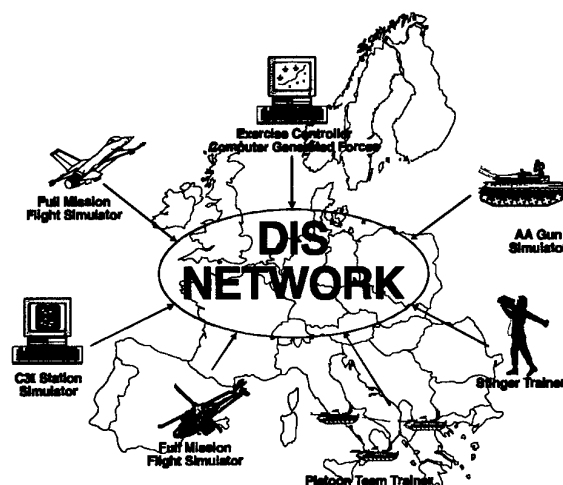 Exercise Controller
Computer Generated Forces
Full Mission
Flight Simulator
AA Gun
Simulator
DIS
NETWORK
C3I Station
Simulator
Stinger Trainer
Full Mission
Flight Simulator
Platoon Team Trainer